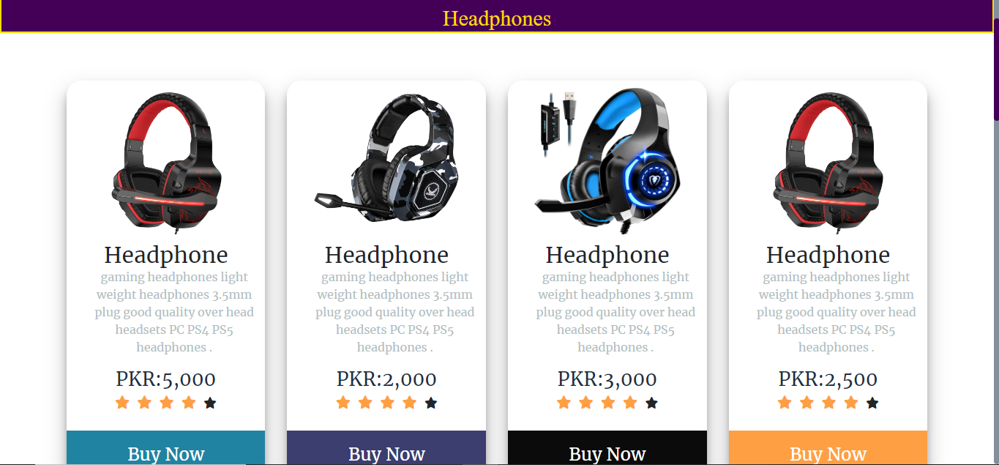 Headphones
Headphone
gaming headphones light
weight headphones 3.5mm
plug good quality over head
headsets PC PS4 PS5
headphones .
PKR:5,000
Buy Now
Headphone
gaming headphones light
weight headphones 3.5mm
plug good quality over head
headsets PC PS4 PS5
headphones .
PKR:2,000
Buy Now
Headphone
gaming headphones light
weight headphones 3.5mm
plug good quality over head
headsets PC PS4 PS5
headphones .
PKR:3,000
Buy Now
Headphone
gaming headphones light
weight headphones 3.5mm
plug good quality over head
headsets PC PS4 PS5
headphones .
PKR:2,500
Buy Now